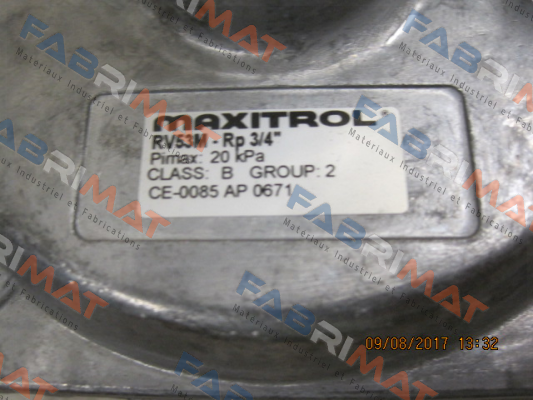 MAXITROL
RV53M - Rp 3/4"
Pimax: 20 kPa
CLASS: B GROUP: 2
CE-0085 AP 0671
09/08/2017 13:32
FABRIMAT
Materiaux Industriel et Fabrications